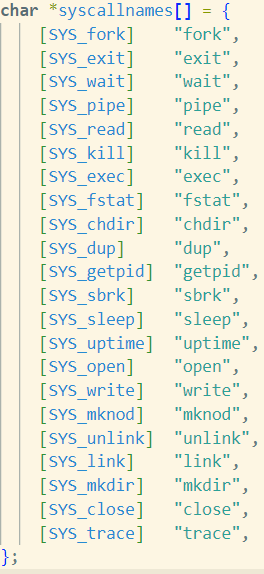 char *syscallnames[] = {
    [SYS_fork]    "fork",
    [SYS_exit]    "exit",
    [SYS_wait]    "wait",
    [SYS_pipe]    "pipe",
    [SYS_read]    "read",
    [SYS_kill]    "kill",
    [SYS_exec]    "exec",
    [SYS_fstat]   "fstat",
    [SYS_chdir]   "chdir",
    [SYS_dup]     "dup",
    [SYS_getpid]  "getpid",
    [SYS_sbrk]    "sbrk",
    [SYS_sleep]   "sleep",
    [SYS_uptime]  "uptime",
    [SYS_open]    "open",
    [SYS_write]   "write",
    [SYS_mknod]   "mknod",
    [SYS_unlink]  "unlink",
    [SYS_link]    "link",
    [SYS_mkdir]   "mkdir",
    [SYS_close]   "close",
    [SYS_trace]   "trace",
};